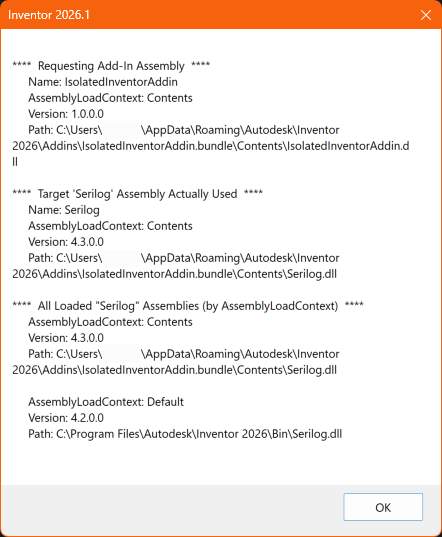 Inventor 2026.1
**** Requesting Add-In Assembly ****
Name: IsolatedInventorAddin
AssemblyLoadContext: Contents
Version: 1.0.0.0
Path: C:\Users\ \AppData\Roaming\Autodesk\Inventor
2026\Addins\IsolatedInventorAddin.bundle\Contents\IsolatedInventorAddin.d
ll
**** Target 'Serilog' Assembly Actually Used ****
Name: Serilog
AssemblyLoadContext: Contents
Version: 4.3.0.0
Path: C:\Users\ \AppData\Roaming\Autodesk\Inventor
2026\Addins\IsolatedInventorAddin.bundle\Contents\Serilog.dll
**** All Loaded "Serilog" Assemblies (by AssemblyLoadContext) ****
AssemblyLoadContext: Contents
Version: 4.3.0.0
Path: C:\Users\ \AppData\Roaming\Autodesk\Inventor
2026\Addins\IsolatedInventorAddin.bundle\Contents\Serilog.dll
AssemblyLoadContext: Default
Version: 4.2.0.0
Path: C:\Program Files\Autodesk\Inventor 2026\Bin\Serilog.dll
OK